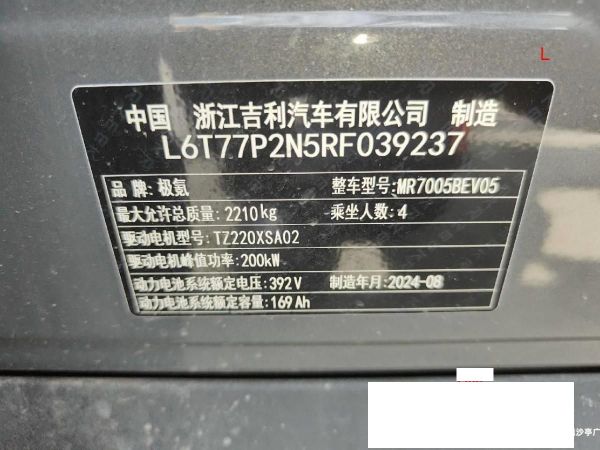 L
中国 浙江吉利汽车有限公司 制造
L6T77P2N5RF039237
品牌:极氪 整车型号:MR7005BEV05
最大允许总质量:2210kg 乘坐人数:4
驱动电机型号:TZ220XSA02
驱动电机峰值功率:200kW
动力电池系统额定电压:392V 制造年月:2024-08
动力电池系统额定容量:169Ah
沙亭广